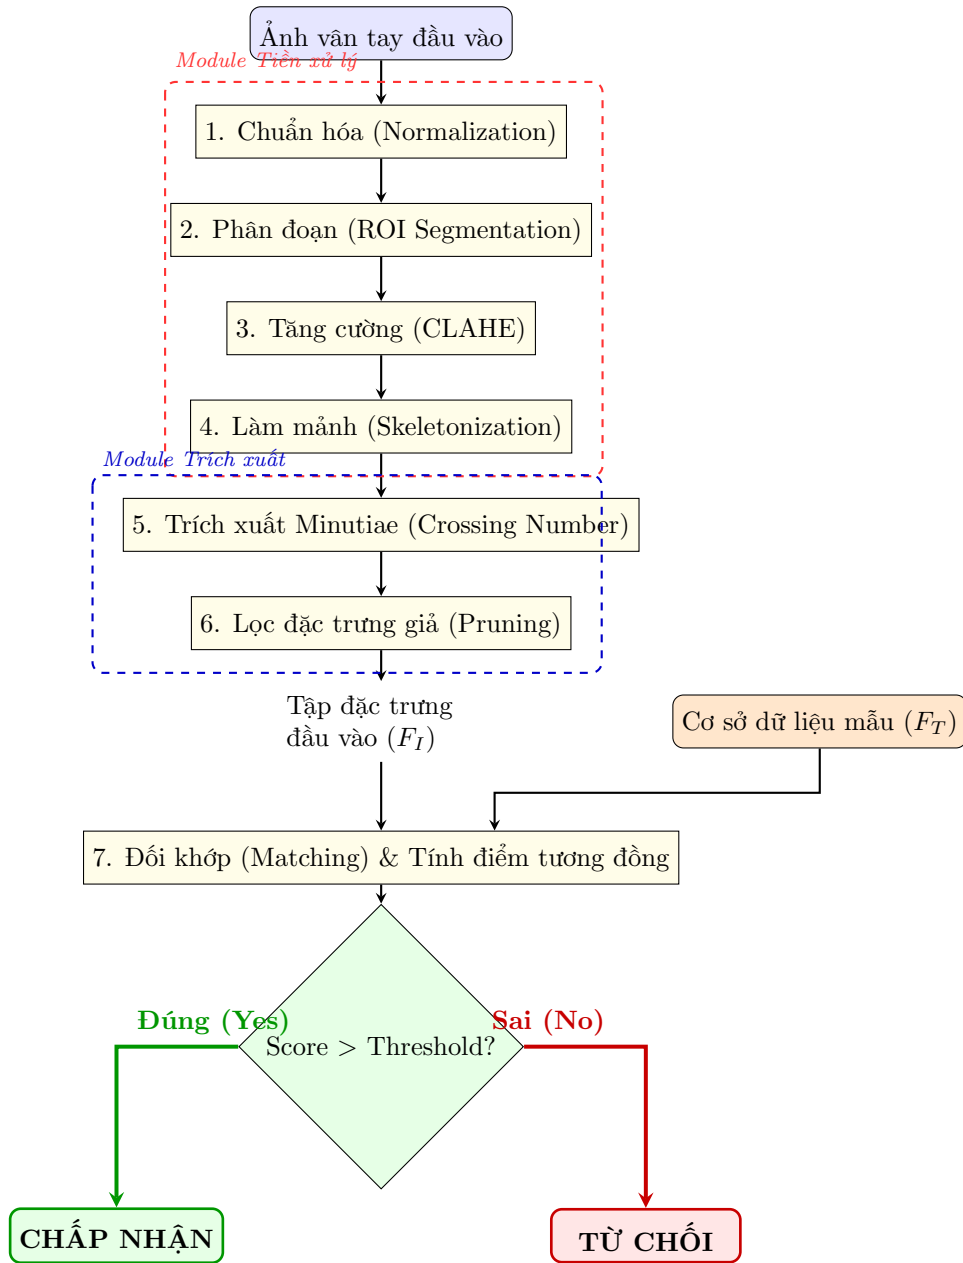 Ảnh vân tay đầu vào
Module Tiền xử lý
1. Chuẩn hóa (Normalization)
2. Phân đoạn (ROI Segmentation)
3. Tăng cường (CLAHE)
4. Làm mảnh (Skeletonization)
Module Trích xuất
5. Trích xuất Minutiae (Crossing Number)
6. Lọc đặc trưng giả (Pruning)
Tập đặc trưng
đầu vào (F_I)
Cơ sở dữ liệu mẫu (F_T)
7. Đối khớp (Matching) & Tính điểm tương đồng
Đúng (Yes)
Sai (No)
Score > Threshold?
CHẤP NHẬN
TỪ CHỐI